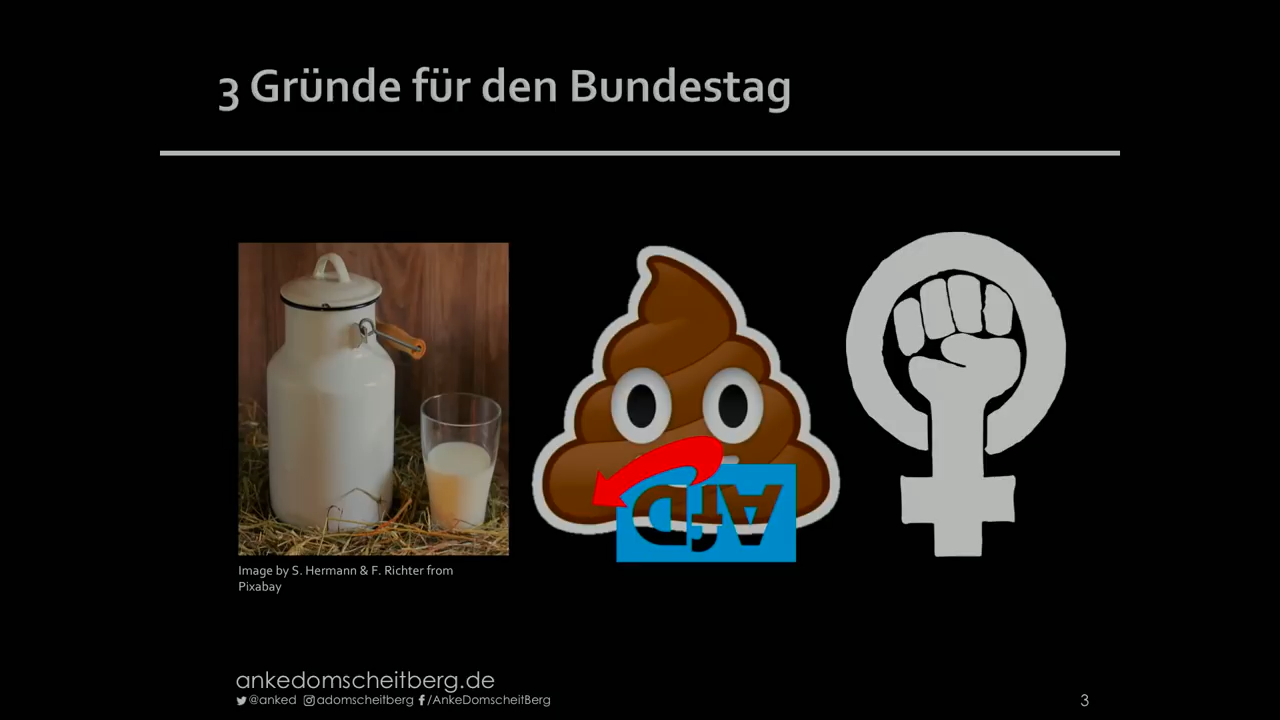 3 Gründe für den Bundestag
AfD
Image by S. Hermann & F. Richter from
Pixabay
ankedomscheitberg.de
@anked adomscheitberg /AnkeDomscheitBerg
3